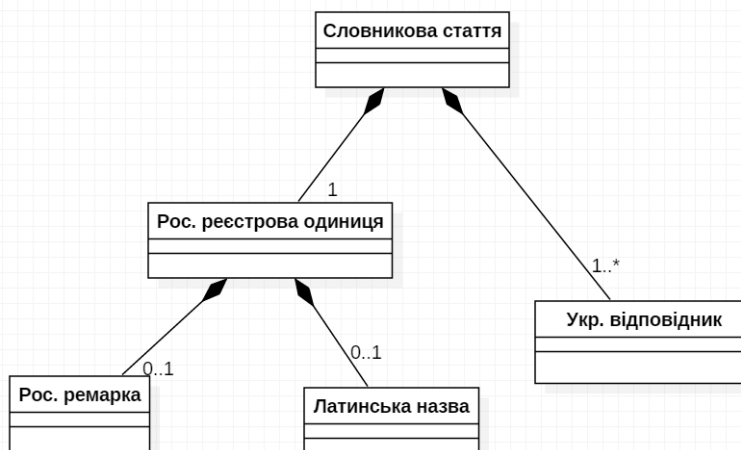 Словникова стаття
1
Рос. реєстрова одиниця
1..*
Укр. відповідник
0..1
0..1
Рос. ремарка
Латинська назва